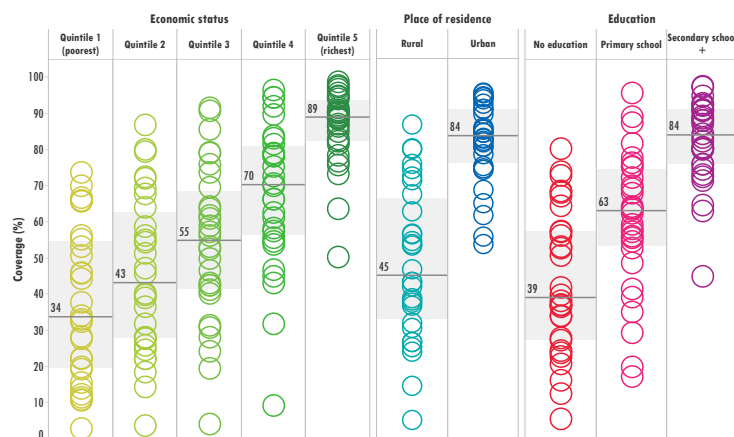 Economic status
Place of residence
Education
Quintile 1
(poorest)
Quintile 2
Quintile 3
Quintile 4
Quintile 5
(richest)
Rural
Urban
No education
Primary school
Secondary school
+
Coverage (%)
100
90
80
70
60
50
40
30
20
10
0
34
43
55
70
89
45
84
39
63
84